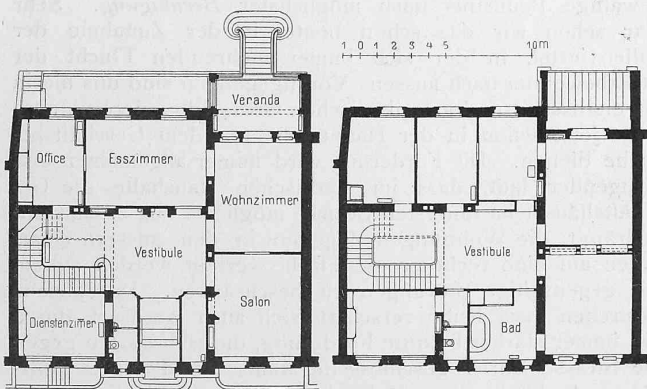 1 0 1 2 3 4 5 10m
Veranda
Office
Esszimmer
Wohnzimmer
Vestibule
Vestibule
Salon
Dienstenzimer
Bad